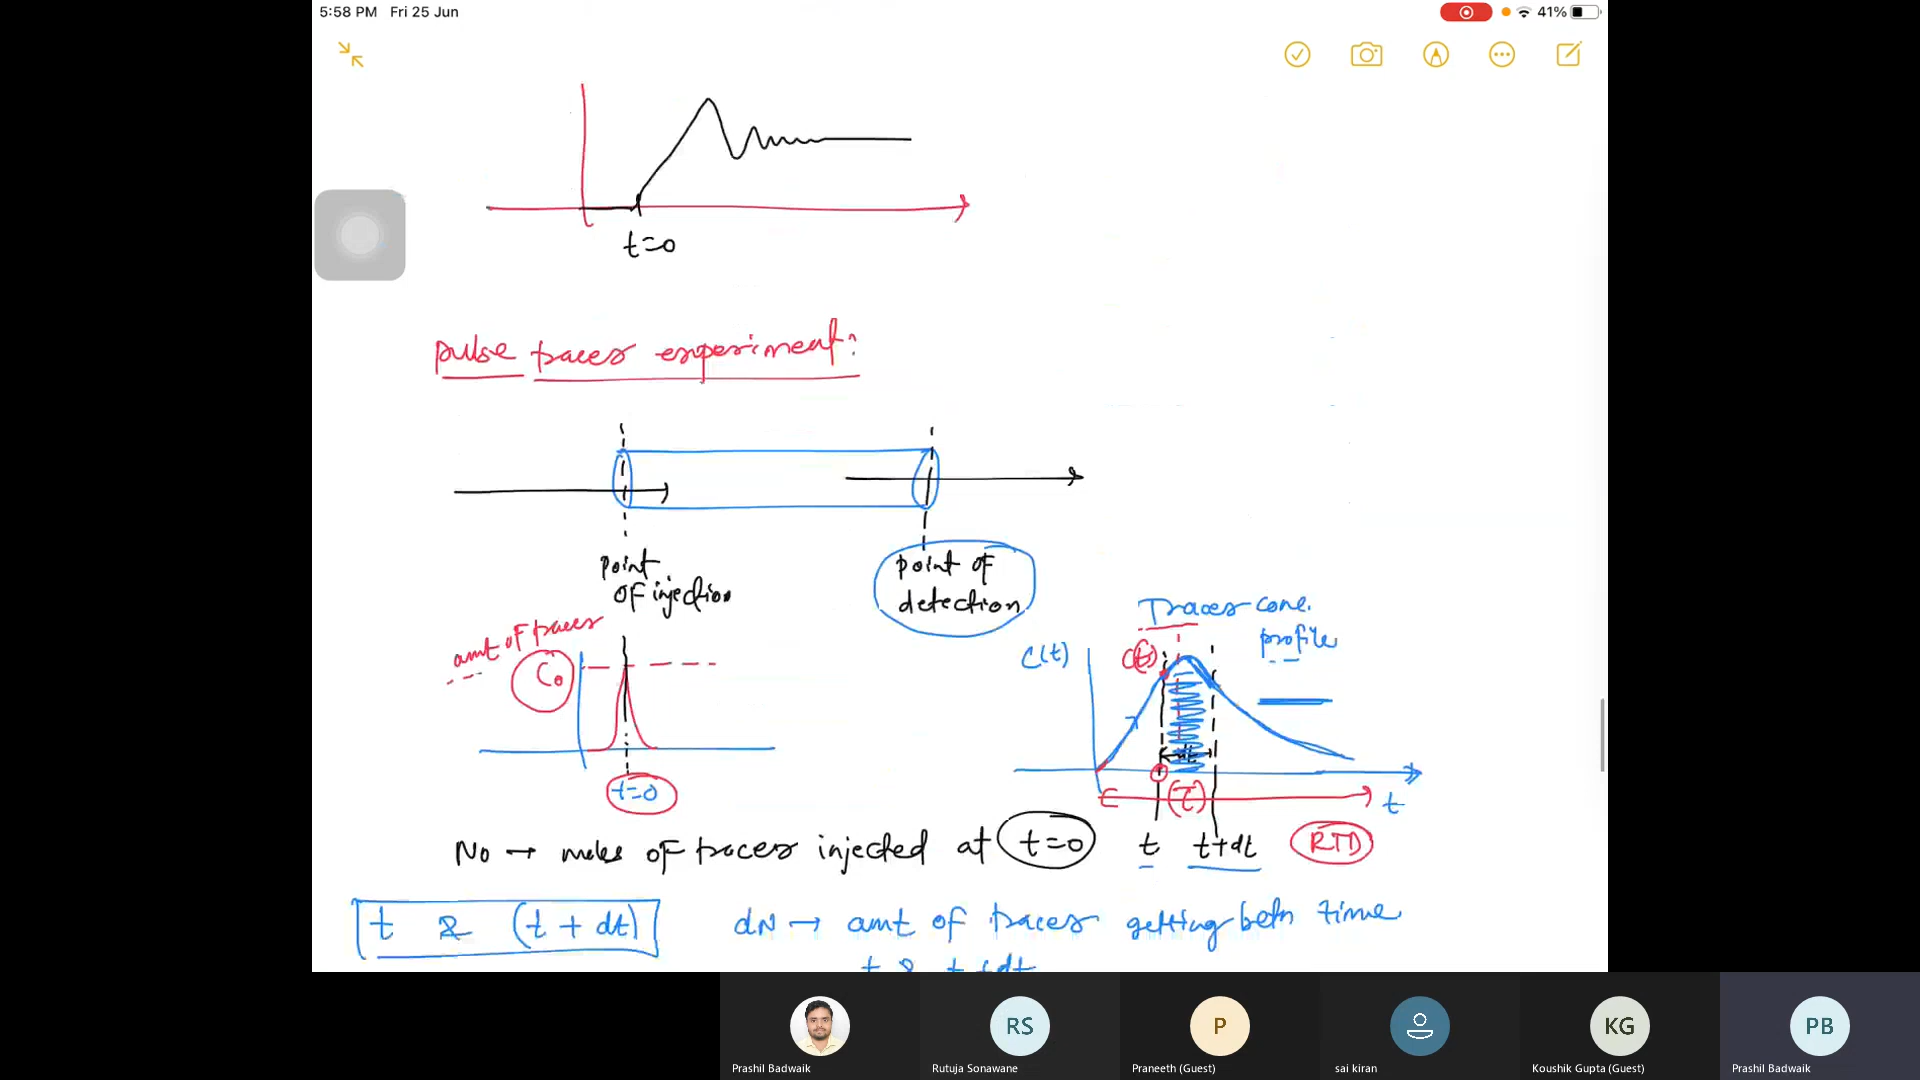 5:58 PM Fri 25 Jun
41%
t=0
pulse tracer experiment:
point
of injection
point of
detection
Tracer conc.
profile
amt of tracer
C₀
C(t)
C(t)
dt
t=0
(τ)
t
N₀ → moles of tracer injected at t=0
t
t+dt
RTD
t & (t + dt)
dN → amt of tracer getting betn time
t & t+dt
RS
P
KG
PB
Prashil Badwaik
Rutuja Sonawane
Praneeth (Guest)
sai kiran
Koushik Gupta (Guest)
Prashil Badwaik